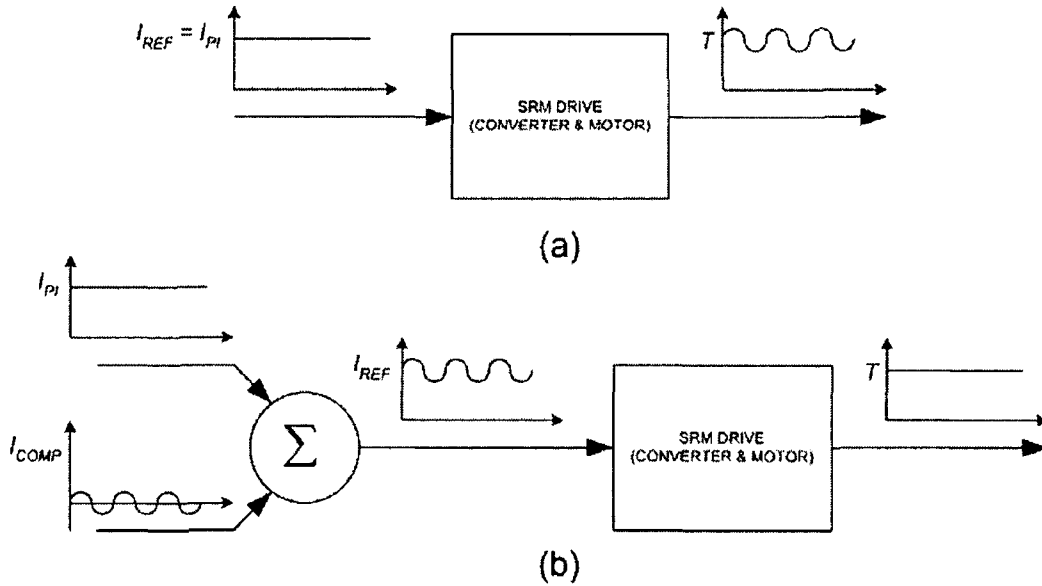 I_REF = I_PI
T
SRM DRIVE
(CONVERTER & MOTOR)
(a)
I_PI
I_REF
T
I_COMP
Σ
SRM DRIVE
(CONVERTER & MOTOR)
(b)